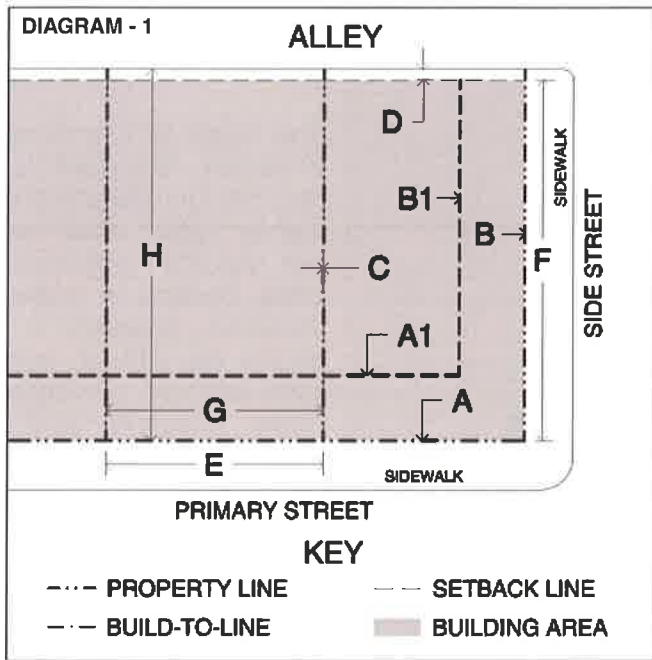 DIAGRAM - 1
ALLEY
D
B1
SIDEWALK
B
F
SIDE STREET
H
C
A1
G
A
E
SIDEWALK
PRIMARY STREET
KEY
PROPERTY LINE
SETBACK LINE
BUILD-TO-LINE
BUILDING AREA